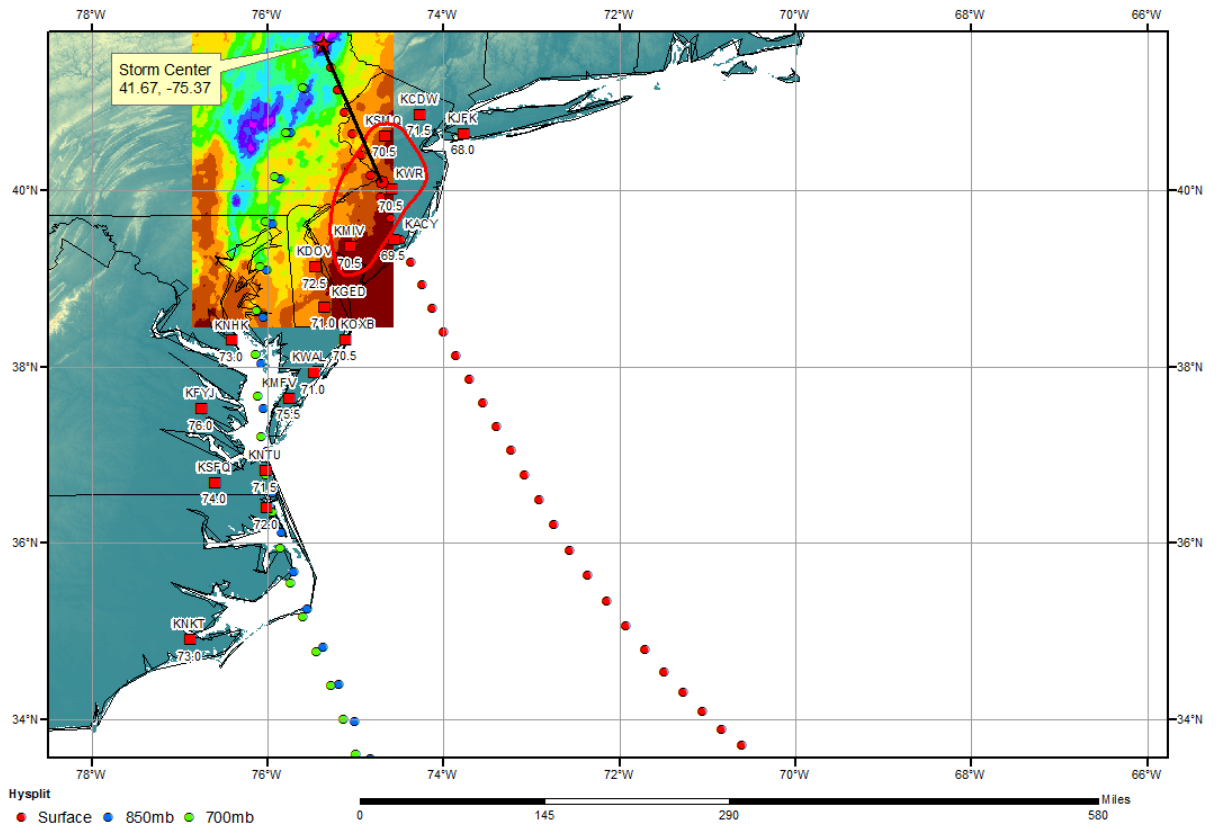 78°W 76°W 74°W 72°W 70°W 68°W 66°W
Storm Center
41.67, -75.37
KCDW
71.5
KJFK
68.0
KSMQ
70.5
40°N 40°N
KWR
70.5
KACY
69.5
KMIV
70.5
KDOV
72.5
KGED
71.0
KOXB
70.5
KNHK
73.0
38°N 38°N
KWAL
71.0
KMFV
75.5
KFYJ
76.0
KNTU
71.5
KSFQ
74.0
72.0
36°N 36°N
KNKT
73.0
34°N 34°N
78°W 76°W 74°W 72°W 70°W 68°W 66°W
Hysplit
Surface 850mb 700mb
Miles
0 145 290 580